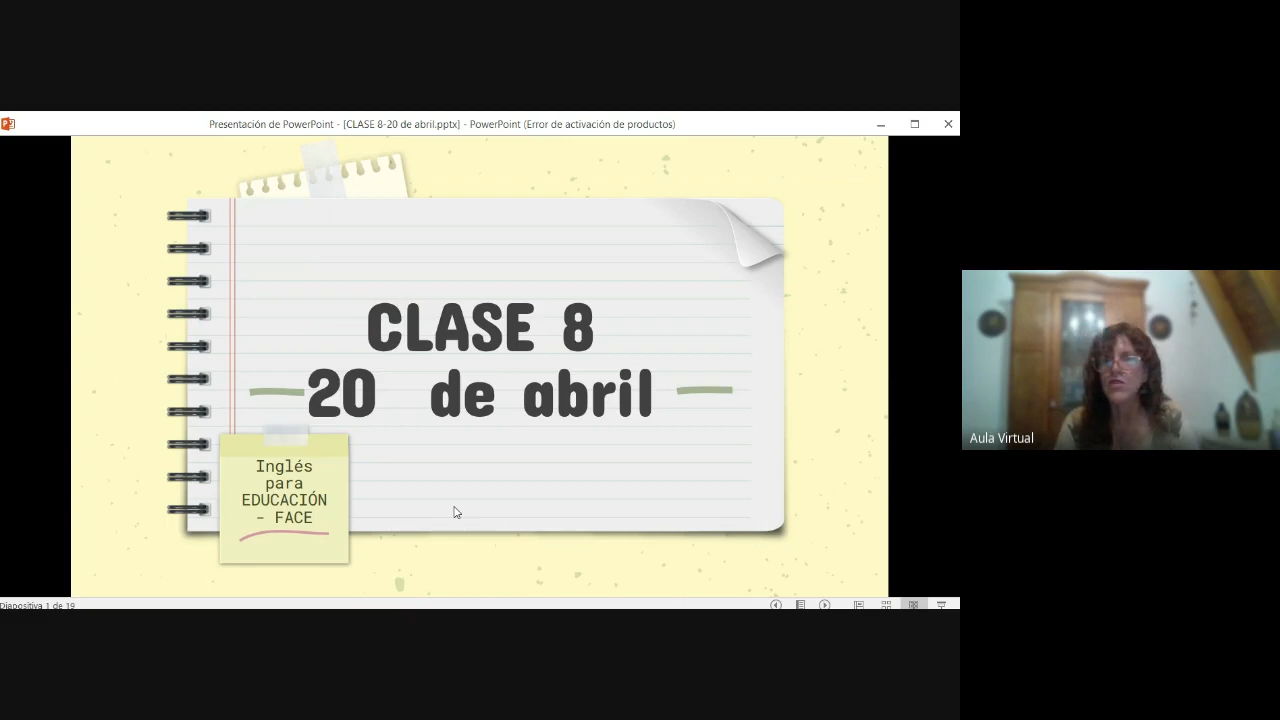 Presentación de PowerPoint - [CLASE 8-20 de abril.pptx] - PowerPoint (Error de activación de productos)
CLASE 8
20 de abril
Inglés
para
EDUCACIÓN
- FACE
Aula Virtual
Diapositiva 1 de 19